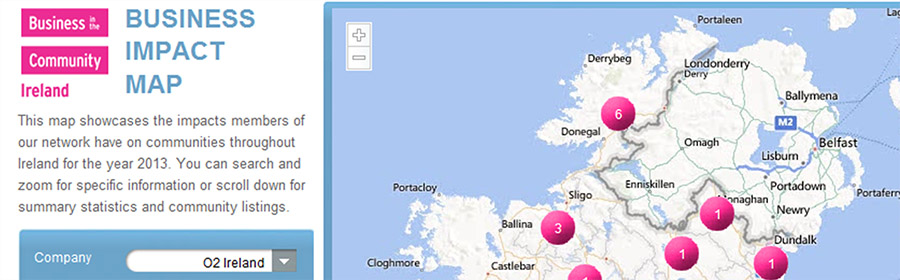 Business in the
Community
Ireland
BUSINESS
IMPACT
MAP
This map showcases the impacts members of
our network have on communities throughout
Ireland for the year 2013. You can search and
zoom for specific information or scroll down for
summary statistics and community listings.
Company
O2 Ireland
+
−
Portaleen
Derrybeg
Londonderry
Derry
6
Ballymena
Donegal
M2
Omagh
Belfast
Lisburn
Enniskillen
Portadown
Portacloy
Sligo
Monaghan
Portaferry
1
Newry
Ballina
3
Dundalk
1
1
Cloghmore
Castlebar